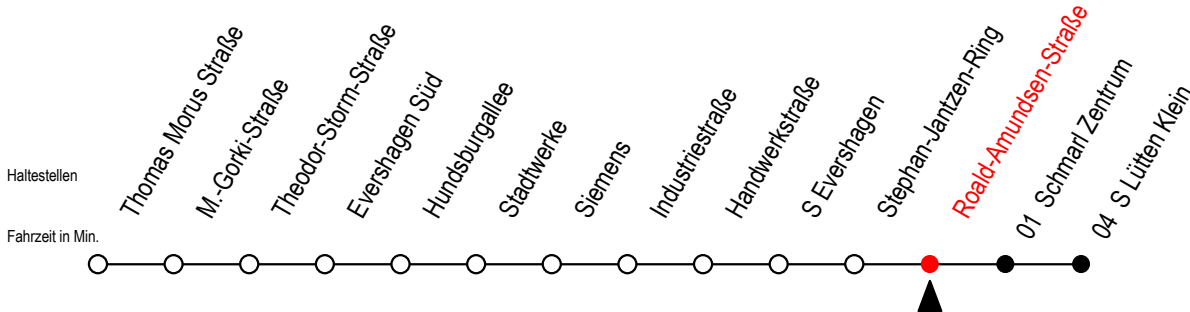 Haltestellen
Fahrzeit in Min.
Thomas Morus Straße
M.-Gorki-Straße
Theodor-Storm-Straße
Evershagen Süd
Hundsburgallee
Stadtwerke
Siemens
Industriestraße
Handwerkstraße
S Evershagen
Stephan-Jantzen-Ring
Roald-Amundsen-Straße
01 Schmarl Zentrum
04 S Lütten Klein